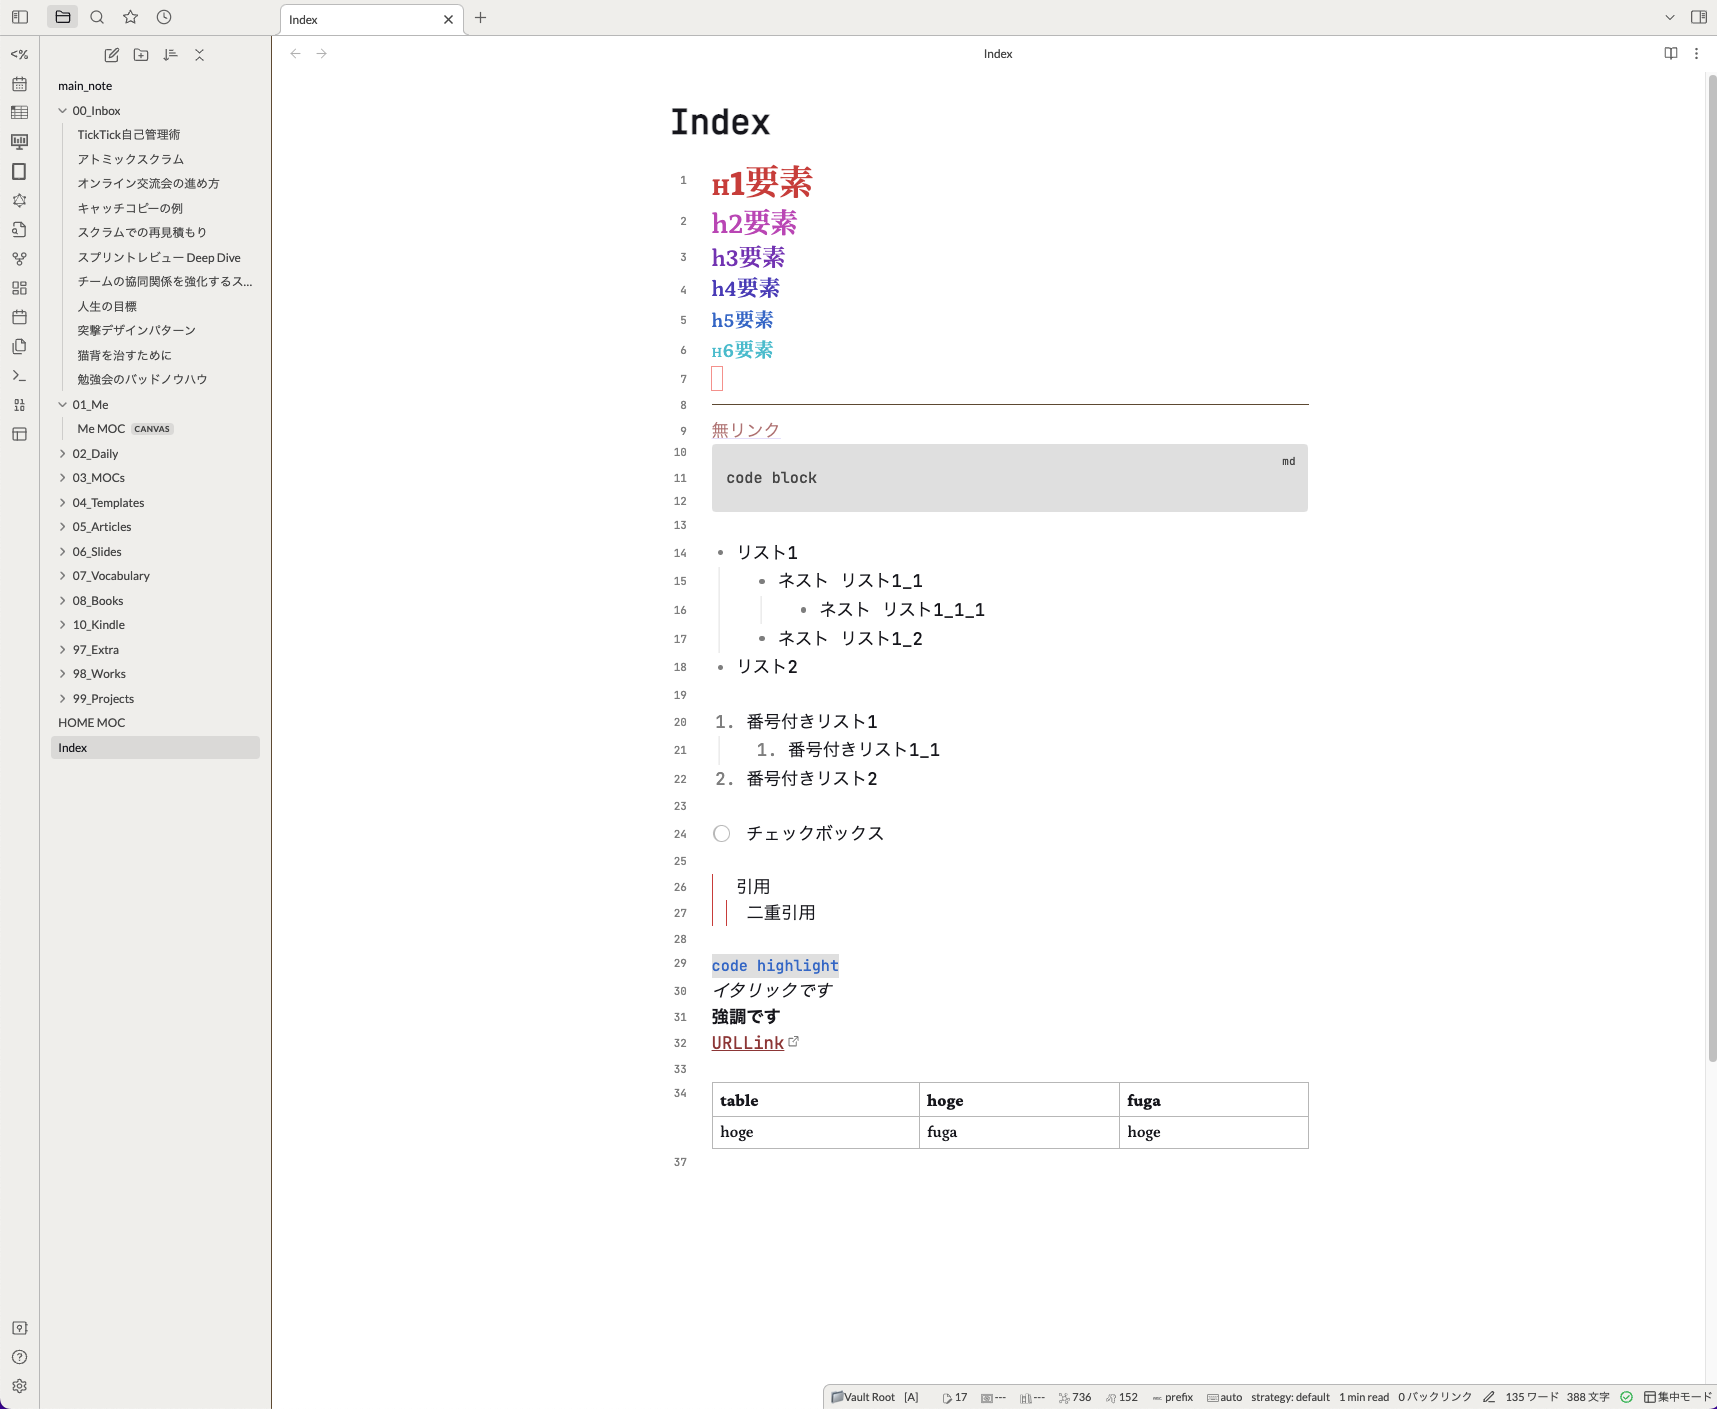 Index
<%
main_note
00_Inbox
TickTick自己管理術
アトミックスクラム
オンライン交流会の進め方
キャッチコピーの例
スクラムでの再見積もり
スプリントレビュー Deep Dive
チームの協同関係を強化するス...
人生の目標
突撃デザインパターン
猫背を治すために
勉強会のバッドノウハウ
01_Me
Me MOC CANVAS
02_Daily
03_MOCs
04_Templates
05_Articles
06_Slides
07_Vocabulary
08_Books
10_Kindle
97_Extra
98_Works
99_Projects
HOME MOC
Index
Index
Index
1 H1要素
2 h2要素
3 h3要素
4 h4要素
5 h5要素
6 H6要素
7
8
9 無リンク
10 md
11 code block
12
13
14 • リスト1
15 • ネスト リスト1_1
16 • ネスト リスト1_1_1
17 • ネスト リスト1_2
18 • リスト2
19
20 1. 番号付きリスト1
21 1. 番号付きリスト1_1
22 2. 番号付きリスト2
23
24 チェックボックス
25
26 引用
27 二重引用
28
29 code highlight
30 イタリックです
31 強調です
32 URLLink
33
34 table hoge fuga
hoge fuga hoge
37
Vault Root [A] 17 --- --- 736 152 prefix auto strategy: default 1 min read 0 バックリンク 135 ワード 388 文字 集中モード